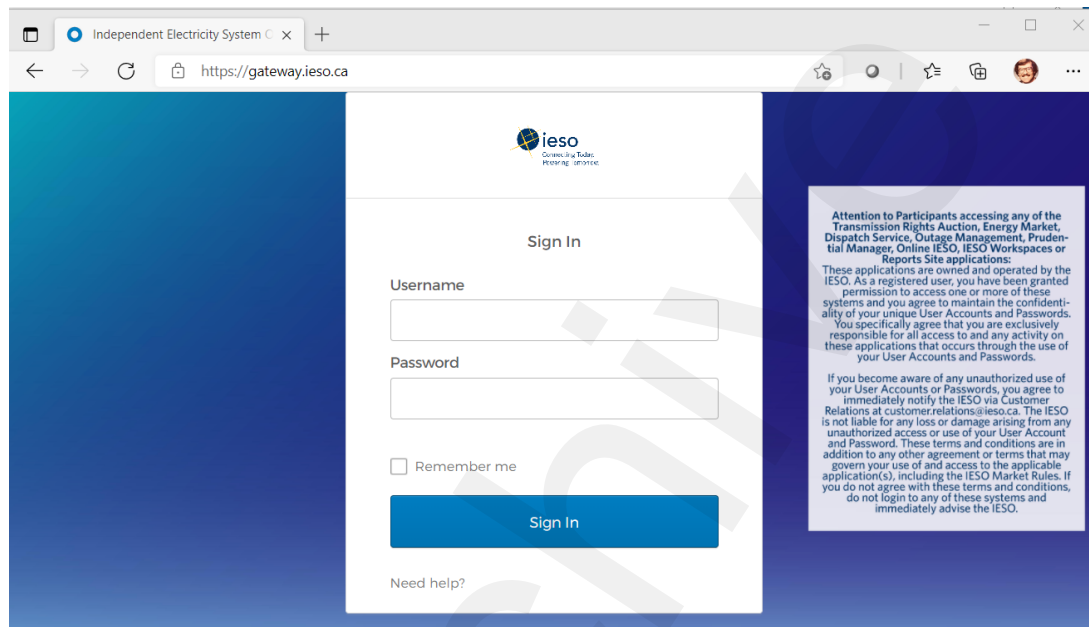 Independent Electricity System C
https://gateway.ieso.ca
ieso
Connecting Today.
Powering Tomorrow.
Sign In
Username
Password
Remember me
Sign In
Need help?
Attention to Participants accessing any of the
Transmission Rights Auction, Energy Market,
Dispatch Service, Outage Management, Pruden-
tial Manager, Online IESO, IESO Workspaces or
Reports Site applications:
These applications are owned and operated by the
IESO. As a registered user, you have been granted
permission to access one or more of these
systems and you agree to maintain the confidenti-
ality of your unique User Accounts and Passwords.
You specifically agree that you are exclusively
responsible for all access to and any activity on
these applications that occurs through the use of
your User Accounts and Passwords.
If you become aware of any unauthorized use of
your User Accounts or Passwords, you agree to
immediately notify the IESO via Customer
Relations at customer.relations@ieso.ca. The IESO
is not liable for any loss or damage arising from any
unauthorized access or use of your User Account
and Password. These terms and conditions are in
addition to any other agreement or terms that may
govern your use of and access to the applicable
application(s), including the IESO Market Rules. If
you do not agree with these terms and conditions,
do not login to any of these systems and
immediately advise the IESO.